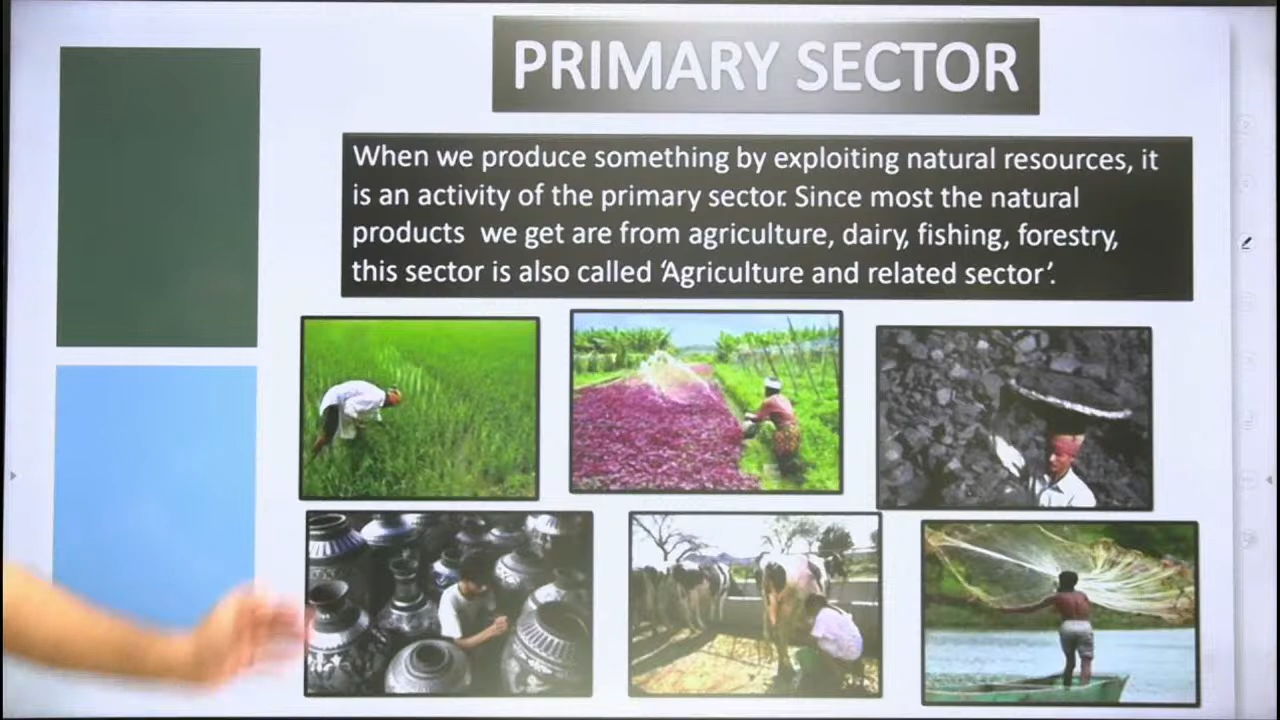 PRIMARY SECTOR
When we produce something by exploiting natural resources, it
is an activity of the primary sector. Since most the natural
products we get are from agriculture, dairy, fishing, forestry,
this sector is also called ‘Agriculture and related sector’.